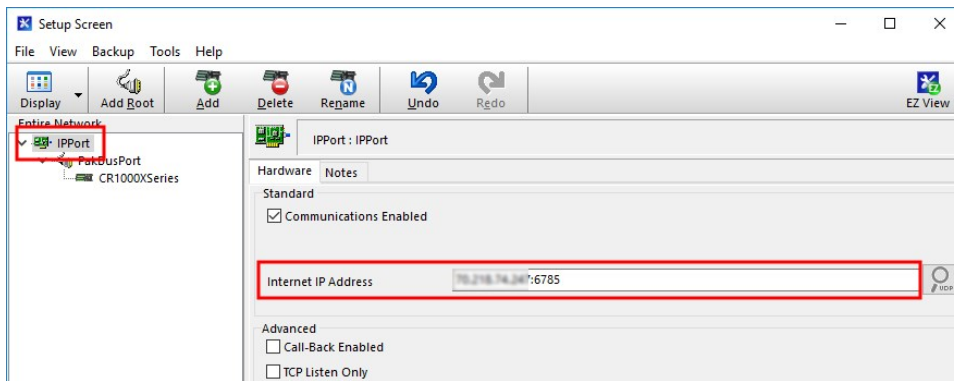 Setup Screen
File View Backup Tools Help
Display Add Root Add Delete Rename Undo Redo EZ View
Entire Network
IPPort
PakBusPort
CR1000XSeries
IPPort : IPPort
Hardware Notes
Standard
Communications Enabled
Internet IP Address :6785
UDP
Advanced
Call-Back Enabled
TCP Listen Only